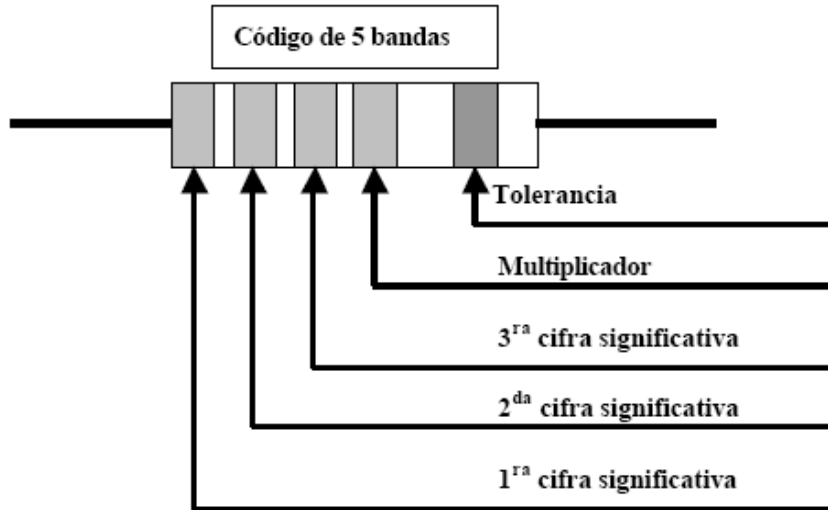 Código de 5 bandas
Tolerancia
Multiplicador
3ra cifra significativa
2da cifra significativa
1ra cifra significativa